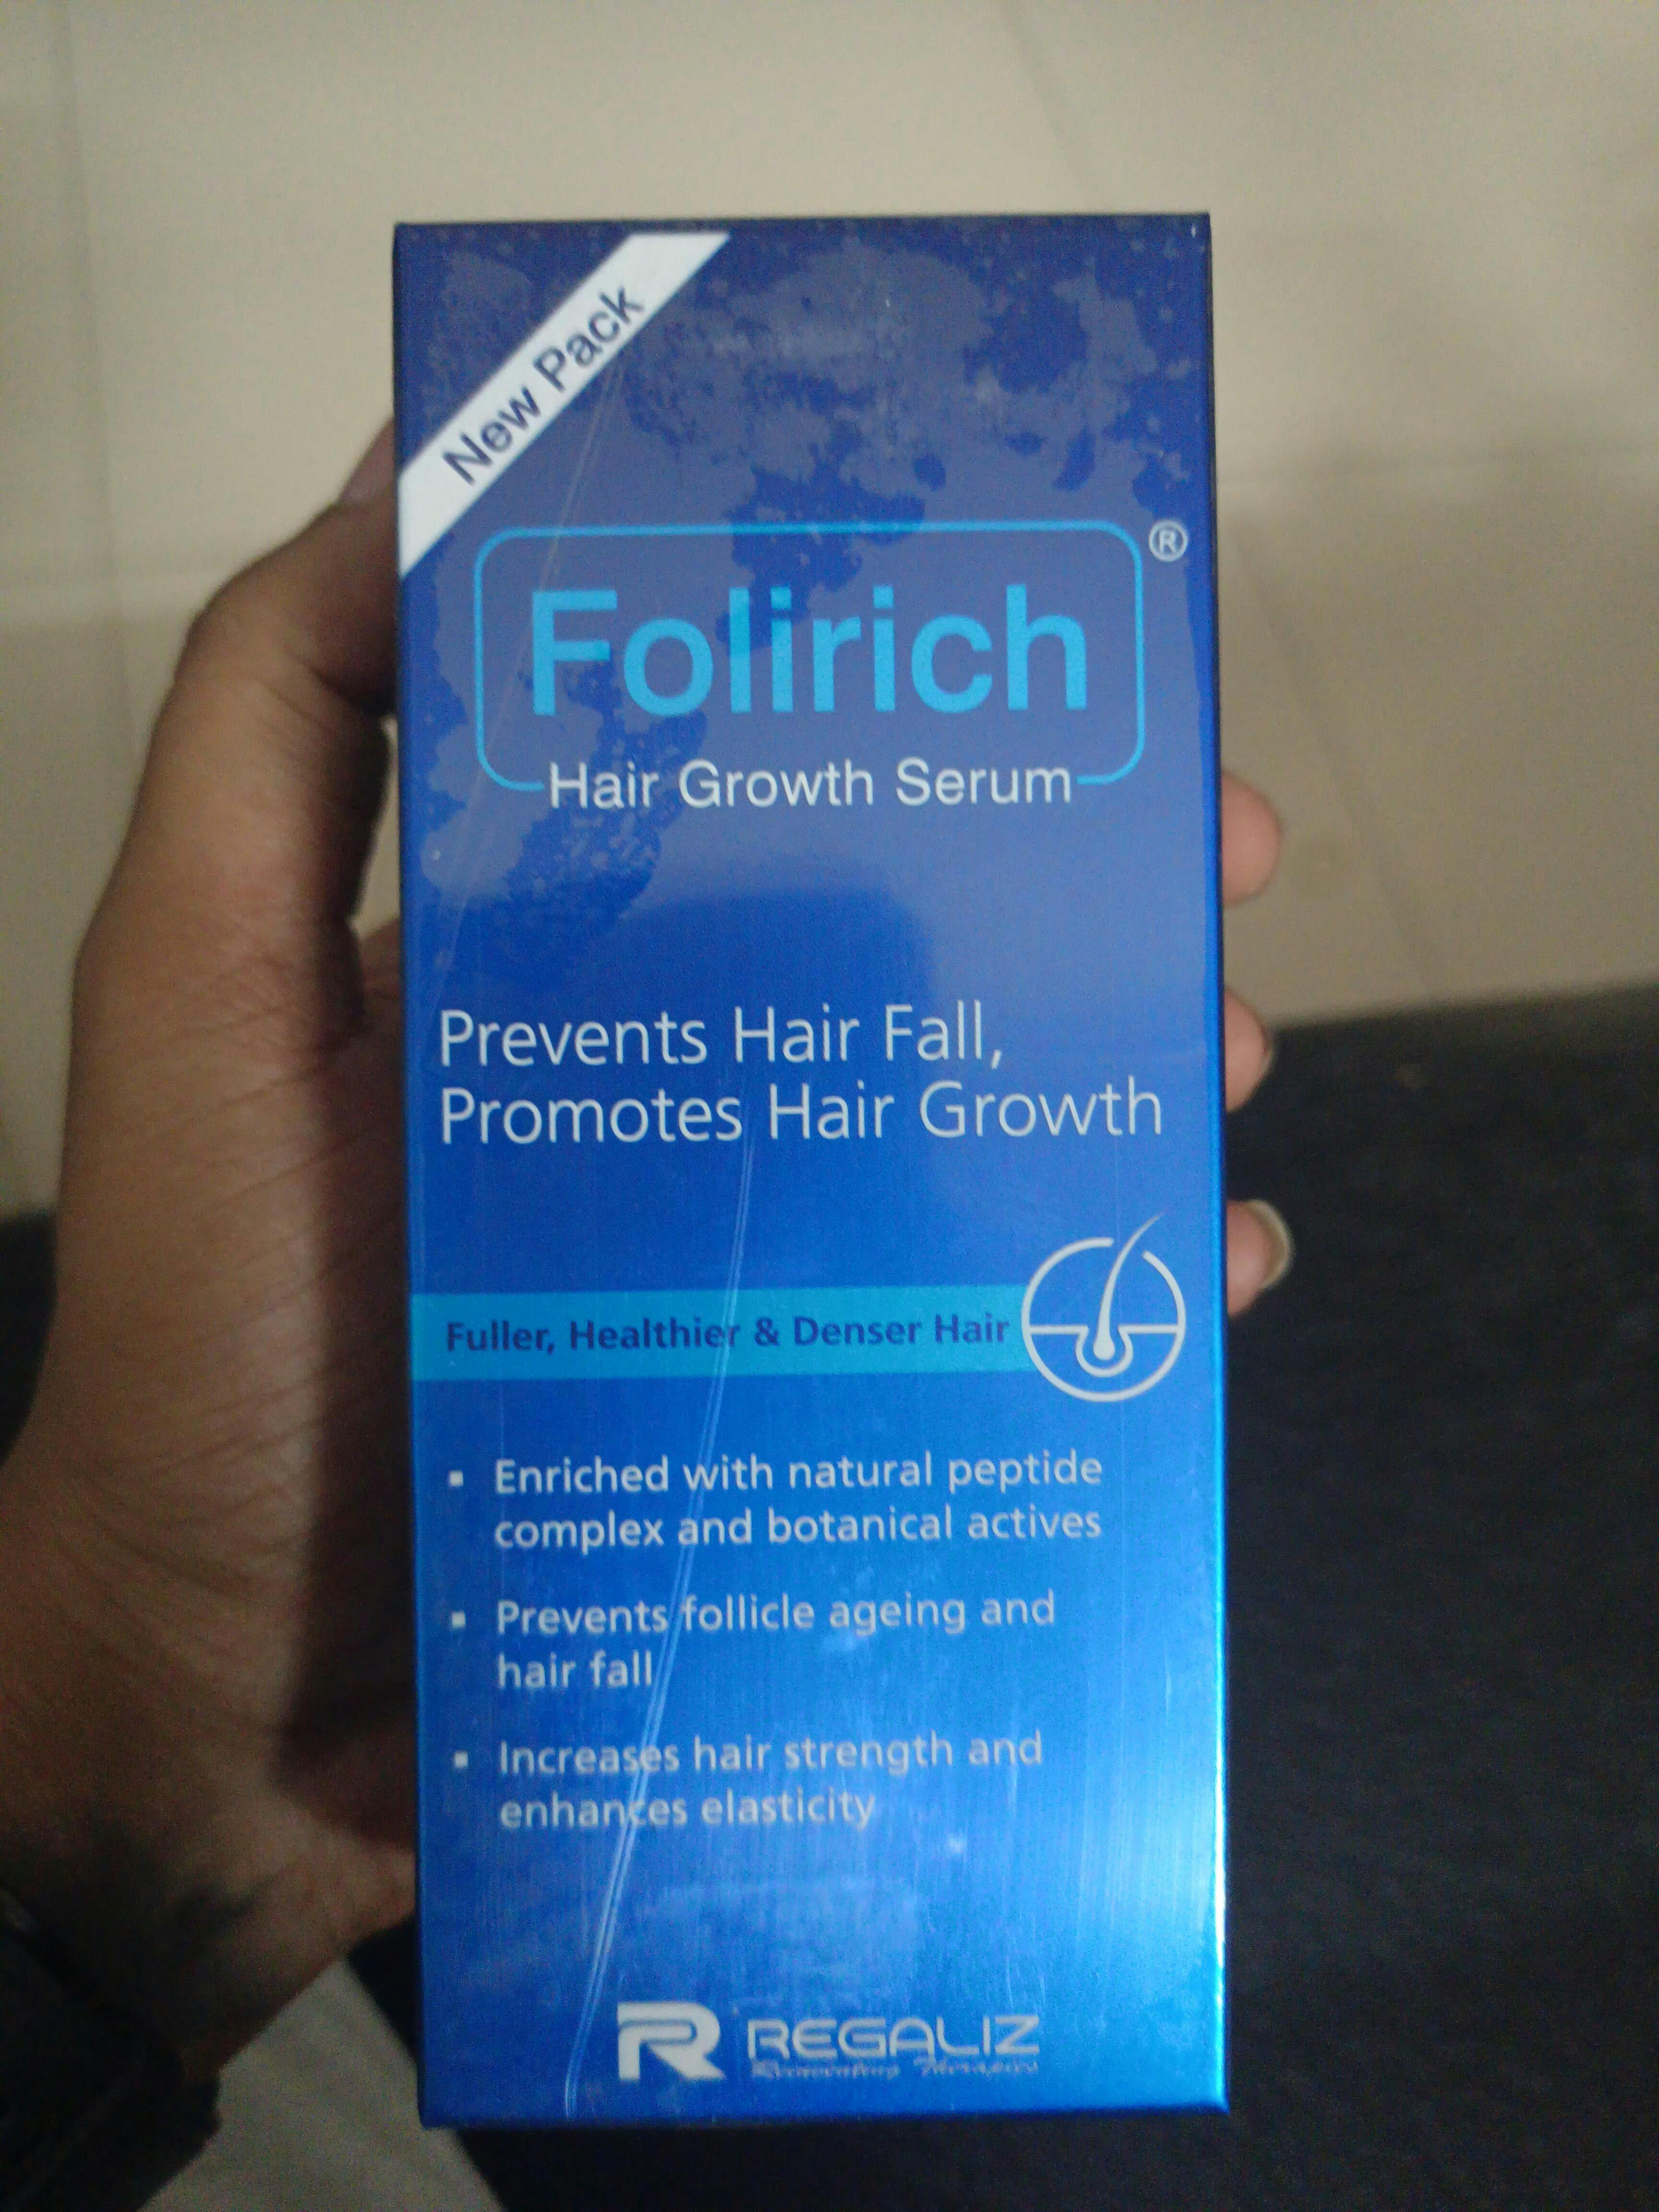 New Pack
Folirich
®
Hair Growth Serum
Prevents Hair Fall,
Promotes Hair Growth
Fuller, Healthier & Denser Hair
▪ Enriched with natural peptide
complex and botanical actives
▪ Prevents follicle ageing and
hair fall
▪ Increases hair strength and
enhances elasticity
REGALIZ
Therapies